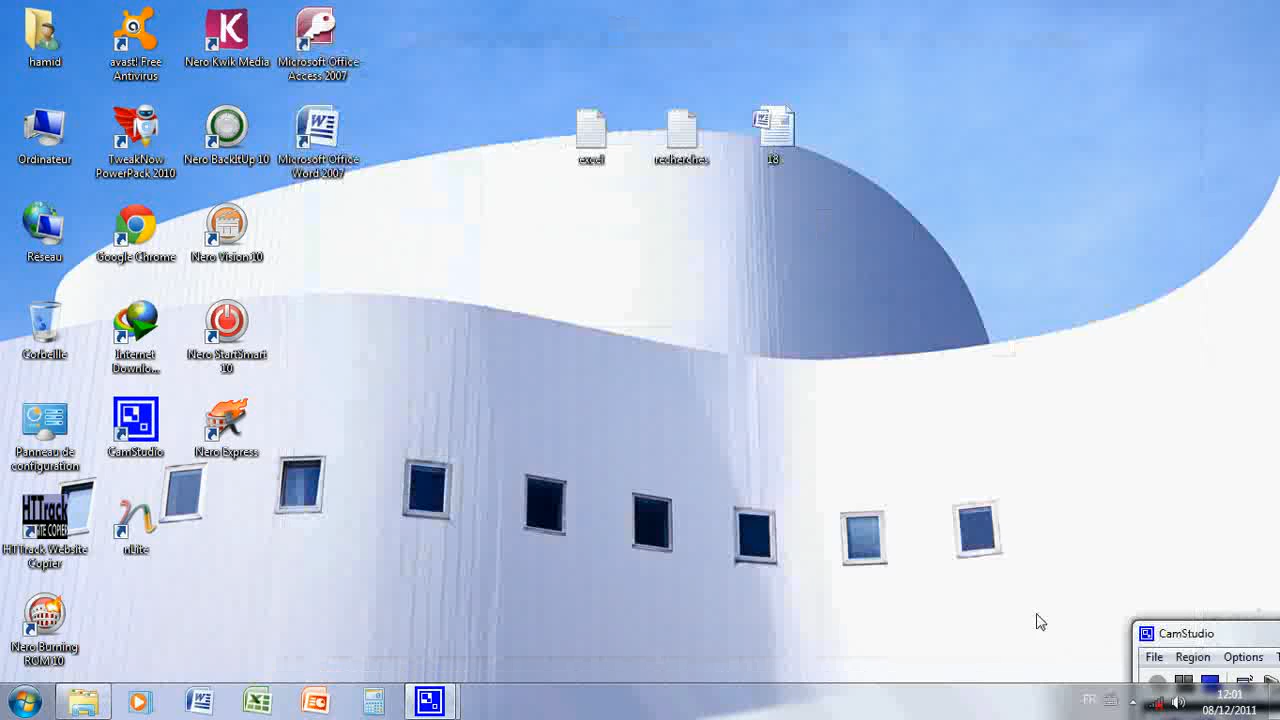 hamid
avast! Free
Antivirus
Nero Kwik Media
Microsoft Office
Access 2007
Ordinateur
TweakNow
PowerPack 2010
Nero BackItUp 10
Microsoft Office
Word 2007
excel
recherches
18
Réseau
Google Chrome
Nero Vision 10
Corbeille
Internet
Downlo...
Nero StartSmart
10
Panneau de
configuration
CamStudio
Nero Express
HTTrack
SITE COPIER
HTTrack Website
Copier
nLite
Nero Burning
ROM 10
CamStudio
File Region Options
FR
12:01
08/12/2011